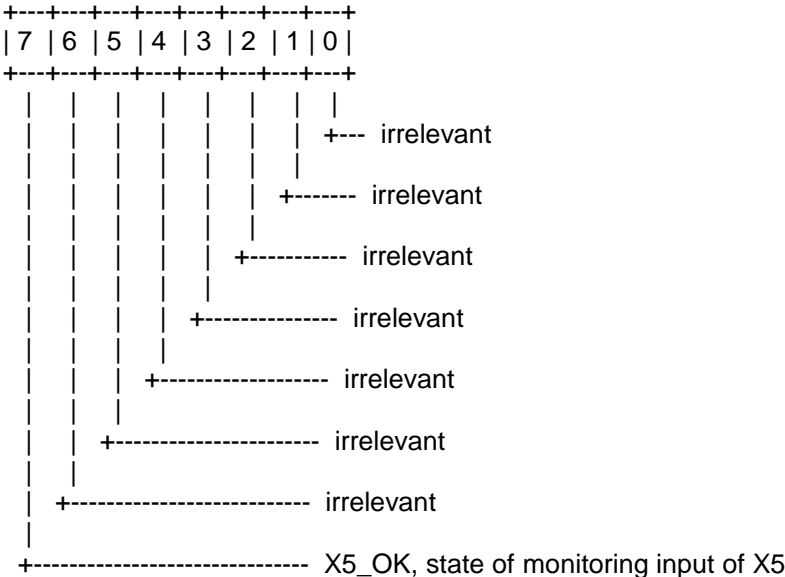 +---+---+---+---+---+---+---+---+
| 7 | 6 | 5 | 4 | 3 | 2 | 1 | 0 |
+---+---+---+---+---+---+---+---+
| | | | | | | |
| | | | | | | +--- irrelevant
| | | | | | |
| | | | | | +------- irrelevant
| | | | | |
| | | | | +----------- irrelevant
| | | | |
| | | | +--------------- irrelevant
| | | |
| | | +------------------- irrelevant
| | |
| | +----------------------- irrelevant
| |
| +--------------------------- irrelevant
|
+------------------------------- X5_OK, state of monitoring input of X5